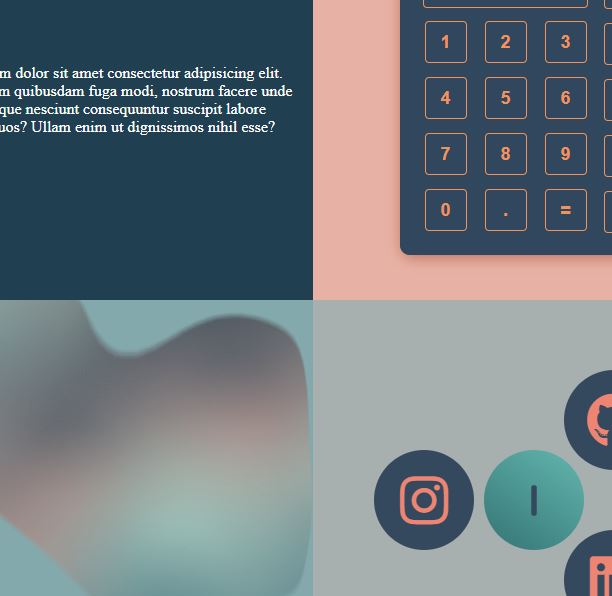 m dolor sit amet consectetur adipisicing elit.
m quibusdam fuga modi, nostrum facere unde
que nesciunt consequuntur suscipit labore
uos? Ullam enim ut dignissimos nihil esse?
1 2 3
4 5 6
7 8 9
0 . =
in